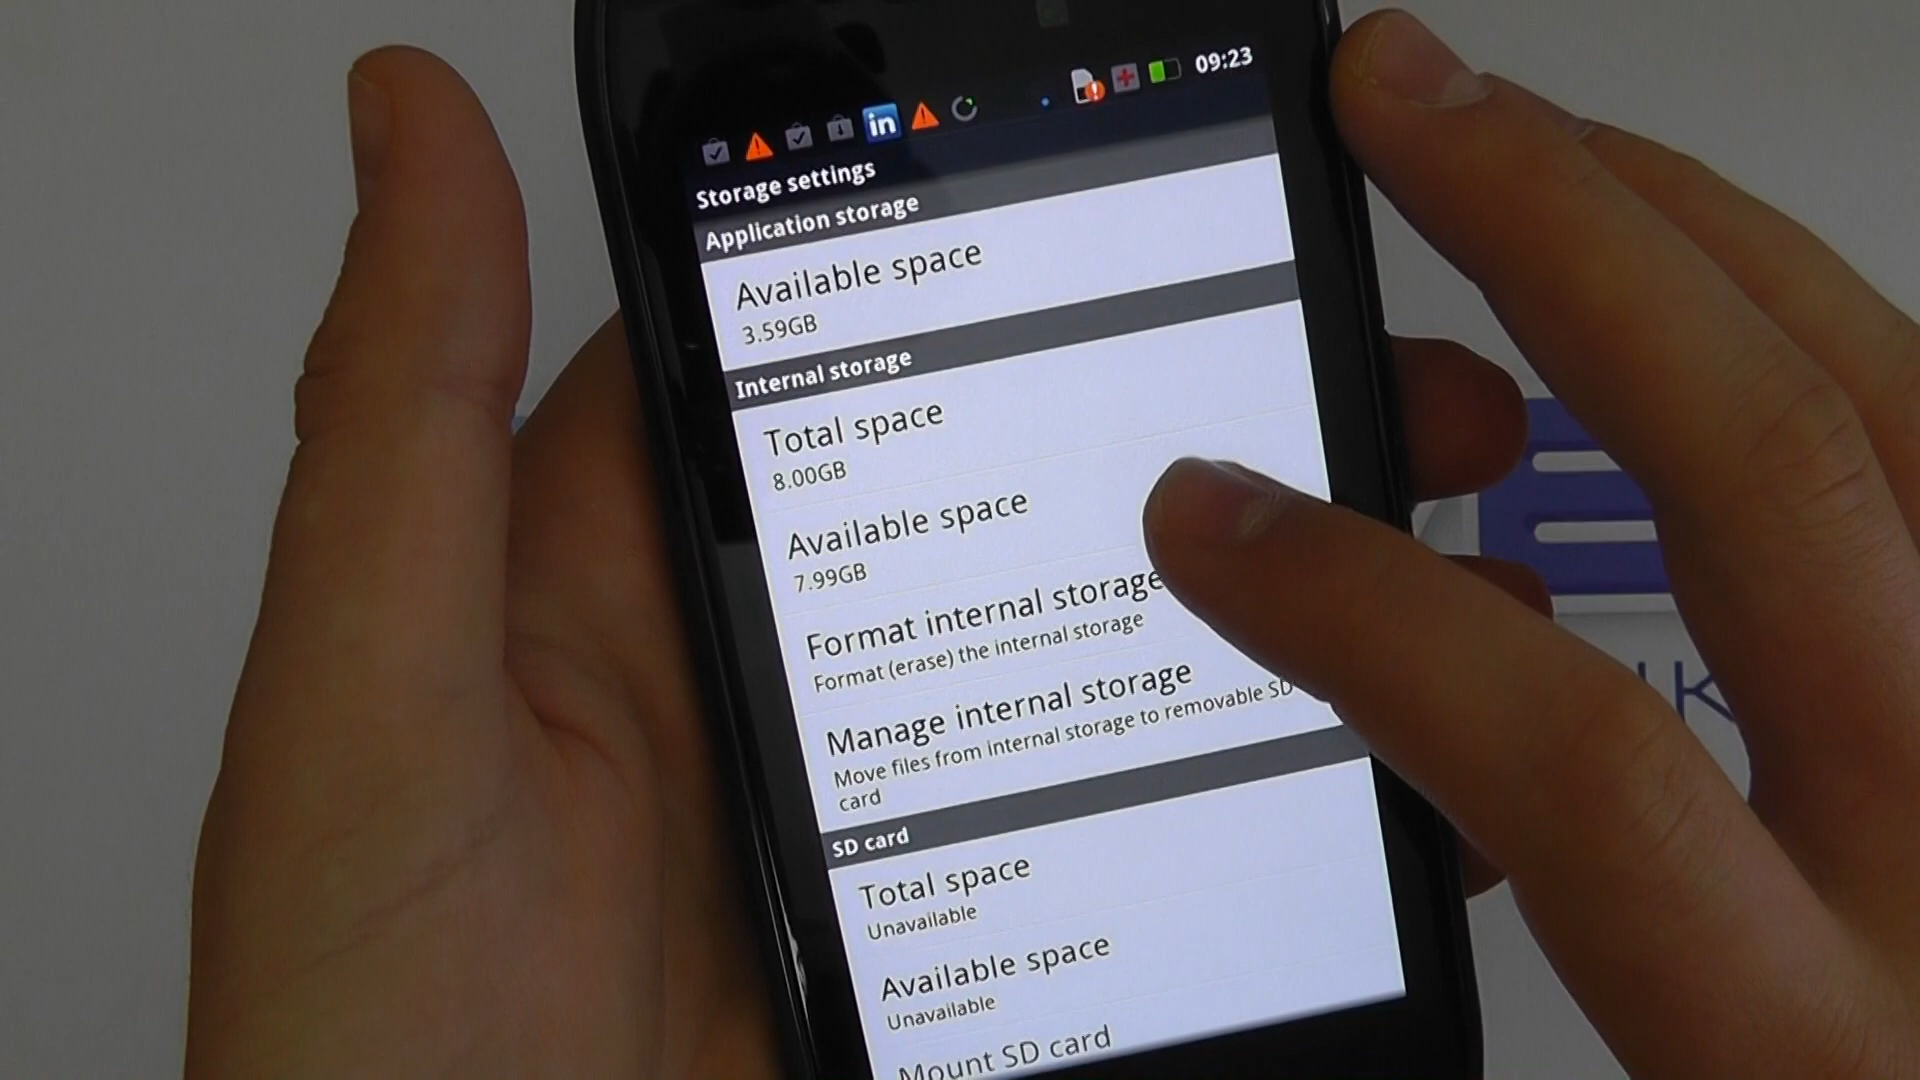 09:23
in
Storage settings
Application storage
Available space
3.59GB
Internal storage
Total space
8.00GB
Available space
7.99GB
Format internal storage
Format (erase) the internal storage
Manage internal storage
Move files from internal storage to removable SD
card
SD card
Total space
Unavailable
Available space
Unavailable
Mount SD card